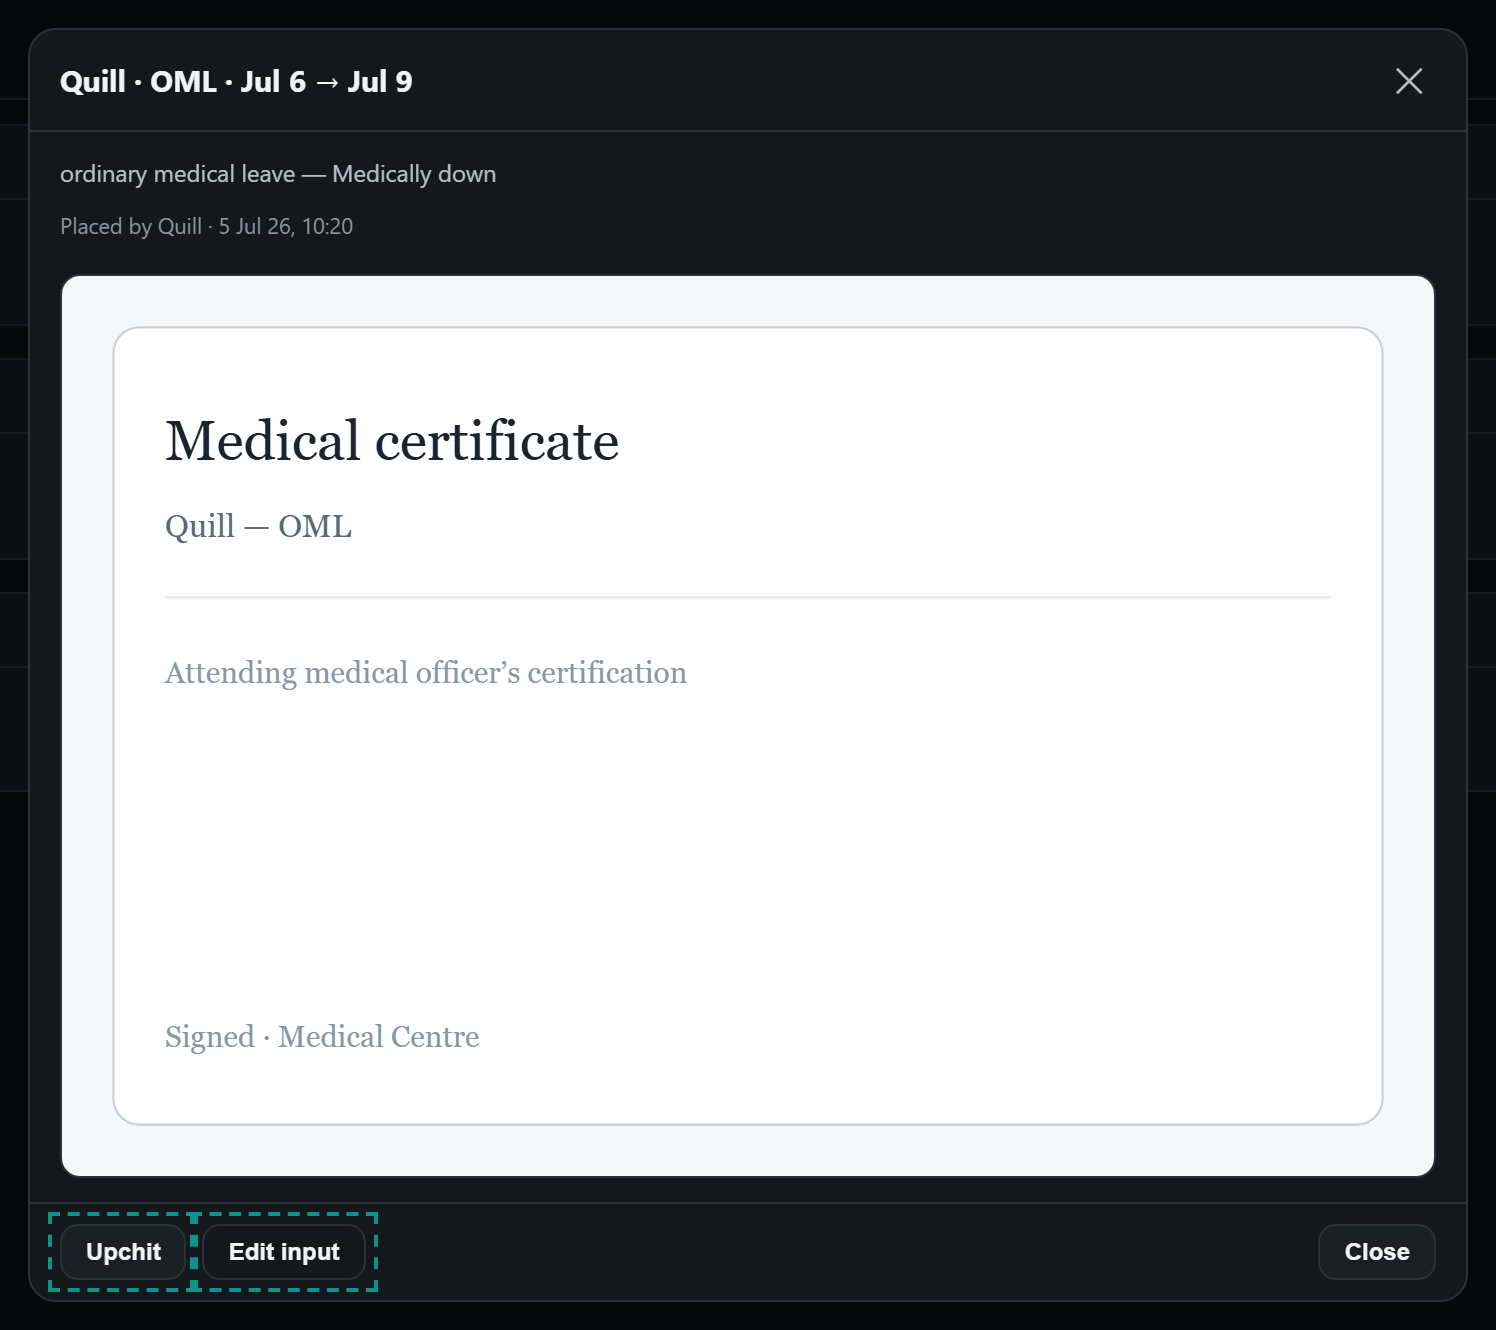 Quill · OML · Jul 6 → Jul 9
ordinary medical leave — Medically down
Placed by Quill · 5 Jul 26, 10:20
Medical certificate
Quill — OML
Attending medical officer’s certification
Signed · Medical Centre
Upchit
Edit input
Close